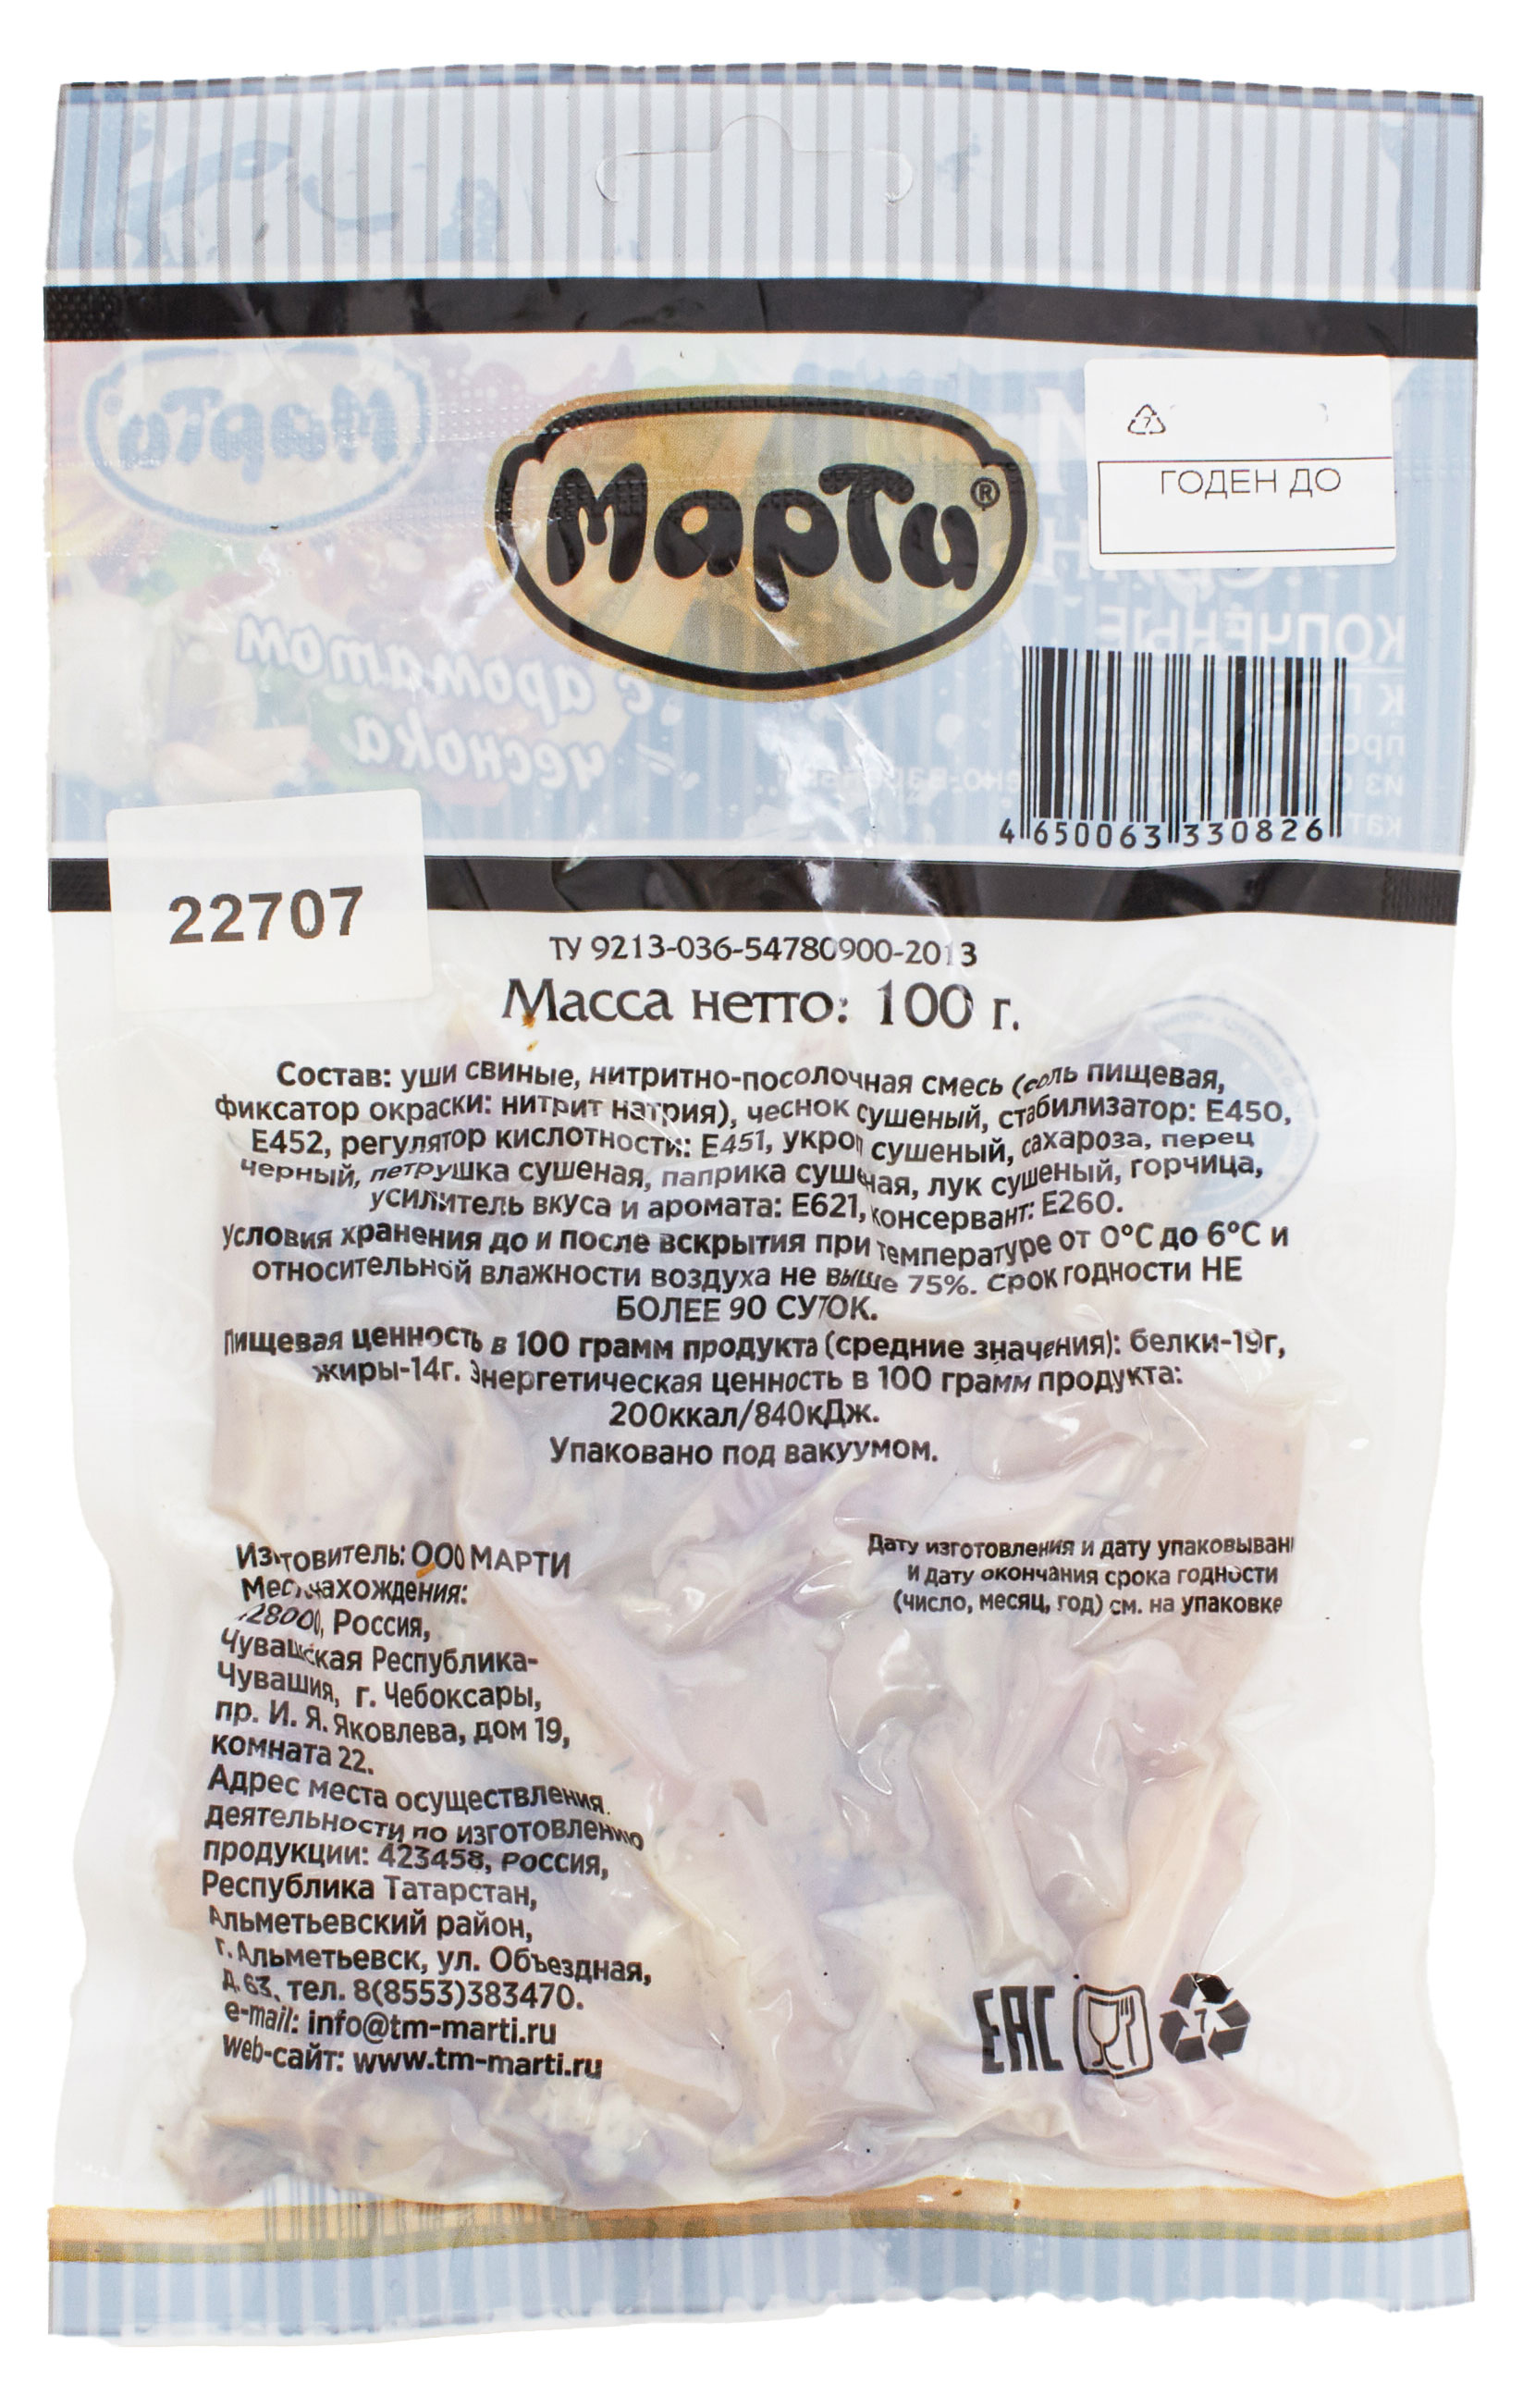 МарТи®
ГОДЕН ДО
с ароматом
чеснока
КОПЧЁНЫЕ
4 650063 330826
22707
ТУ 9213-036-54780900-2013
Масса нетто: 100 г.
Состав: уши свиные, нитритно-посолочная смесь (соль пищевая,
фиксатор окраски: нитрит натрия), чеснок сушеный, стабилизатор: Е450,
Е452, регулятор кислотности: Е451, укроп сушеный, сахароза, перец
черный, петрушка сушеная, паприка сушеная, лук сушеный, горчица,
усилитель вкуса и аромата: Е621, консервант: Е260.
Условия хранения до и после вскрытия при температуре от 0°С до 6°С и
относительной влажности воздуха не выше 75%. Срок годности НЕ
БОЛЕЕ 90 СУТОК.
Пищевая ценность в 100 грамм продукта (средние значения): белки-19г,
жиры-14г. Энергетическая ценность в 100 грамм продукта:
200ккал/840кДж.
Упаковано под вакуумом.
Изготовитель: ООО МАРТИ
Местонахождения:
428000, Россия,
Чувашская Республика-
Чувашия, г. Чебоксары,
пр. И. Я. Яковлева, дом 19,
комната 22.
Адрес места осуществления
деятельности по изготовлению
продукции: 423458, Россия,
Республика Татарстан,
Альметьевский район,
г. Альметьевск, ул. Объездная,
д. 63, тел. 8(8553)383470.
e-mail: info@tm-marti.ru
web-сайт: www.tm-marti.ru
Дату изготовления и дату упаковывани
и дату окончания срока годности
(число, месяц, год) см. на упаковке
ЕАС
7